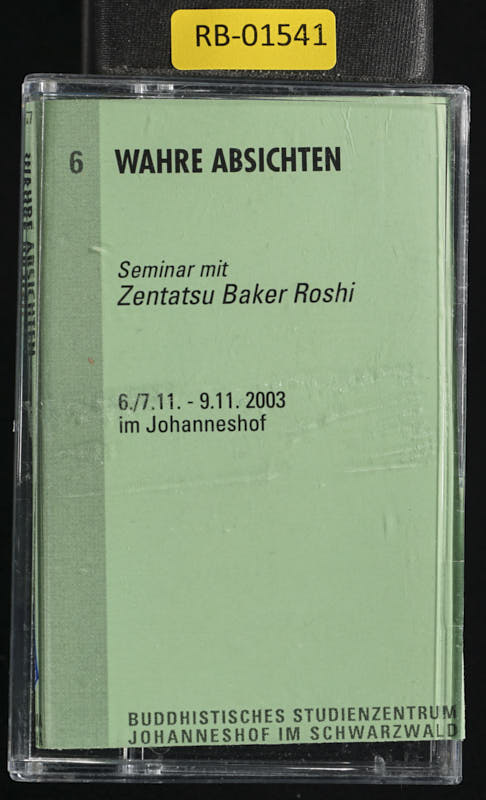 RB-01541
6 WAHRE ABSICHTEN
Seminar mit
Zentatsu Baker Roshi
6./7.11. - 9.11. 2003
im Johanneshof
BUDDHISTISCHES STUDIENZENTRUM
JOHANNESHOF IM SCHWARZWALD
WAHRE ABSICHTEN